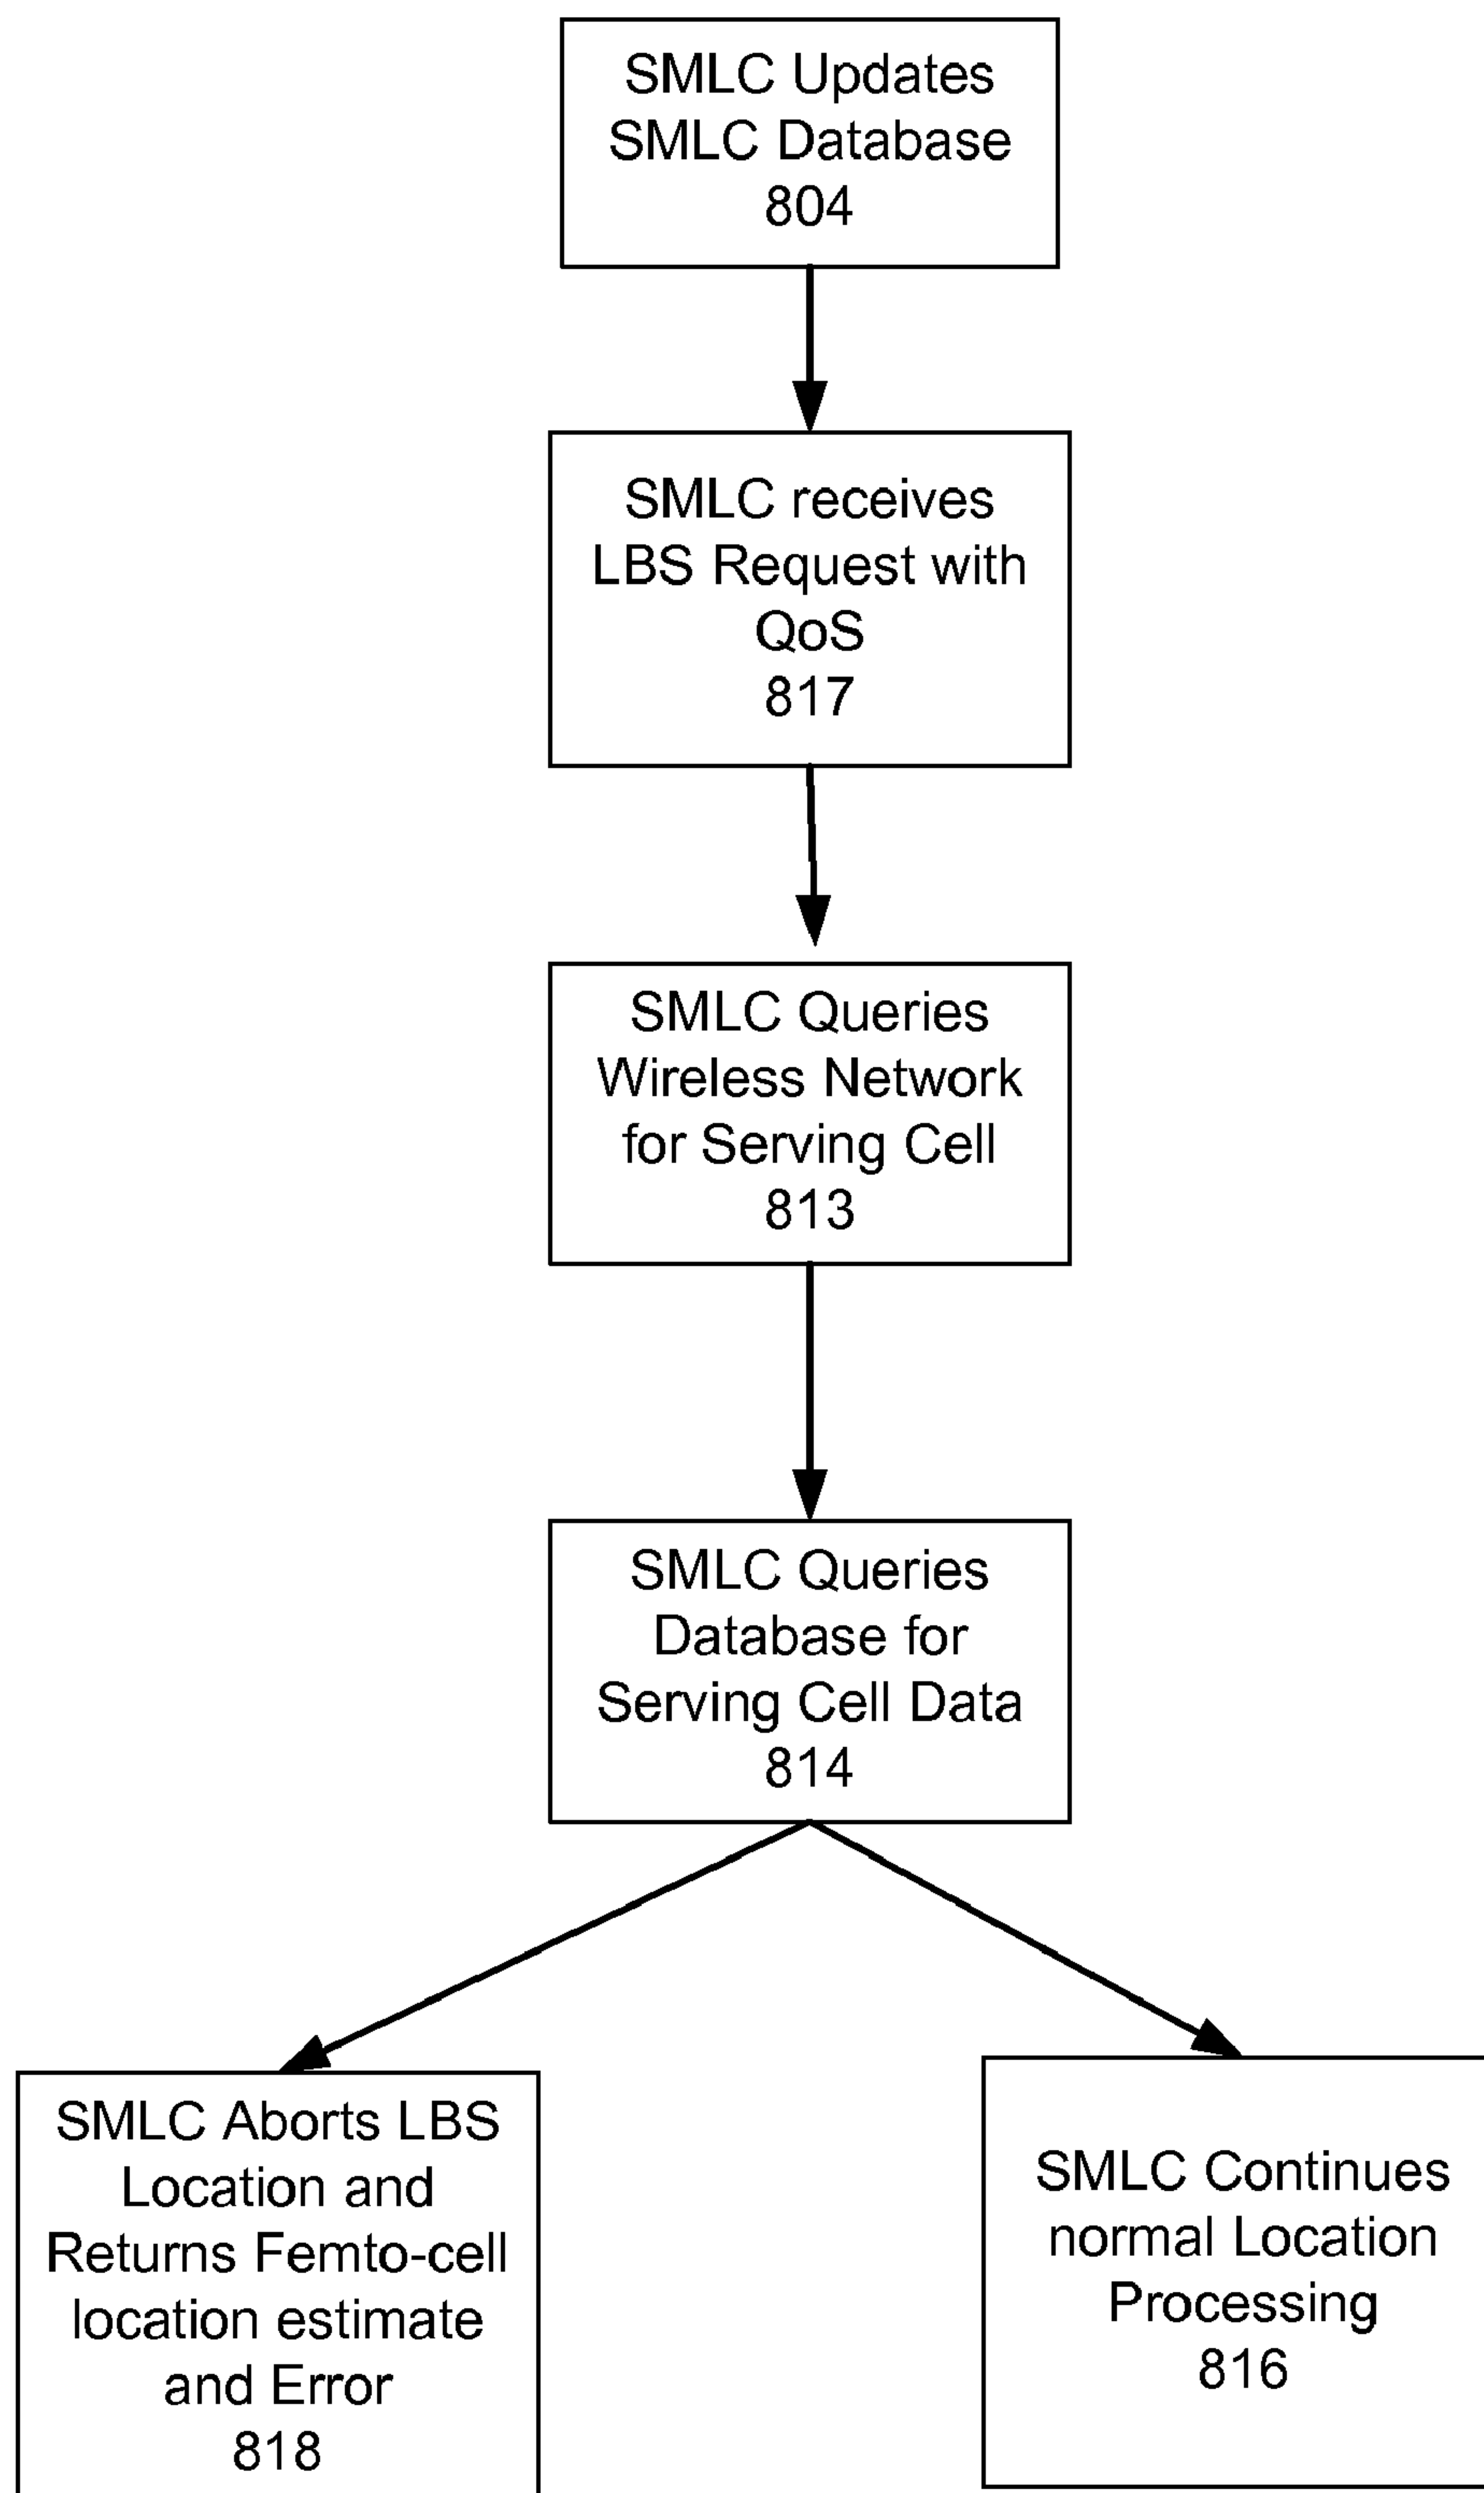 SMLC Updates
SMLC Database
804
SMLC receives
LBS Request with
QoS
817
SMLC Queries
Wireless Network
for Serving Cell
813
SMLC Queries
Database for
Serving Cell Data
814
SMLC Aborts LBS
Location and
Returns Femto-cell
location estimate
and Error
818
SMLC Continues
normal Location
Processing
816